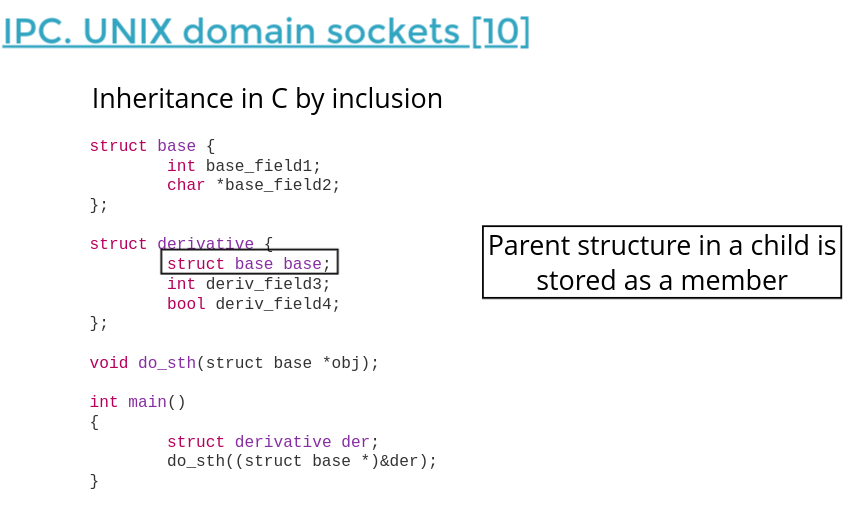 IPC. UNIX domain sockets [10]
Inheritance in C by inclusion
struct base {
        int base_field1;
        char *base_field2;
};
struct derivative {
        struct base base;
        int deriv_field3;
        bool deriv_field4;
};
Parent structure in a child is
stored as a member
void do_sth(struct base *obj);
int main()
{
        struct derivative der;
        do_sth((struct base *)&der);
}